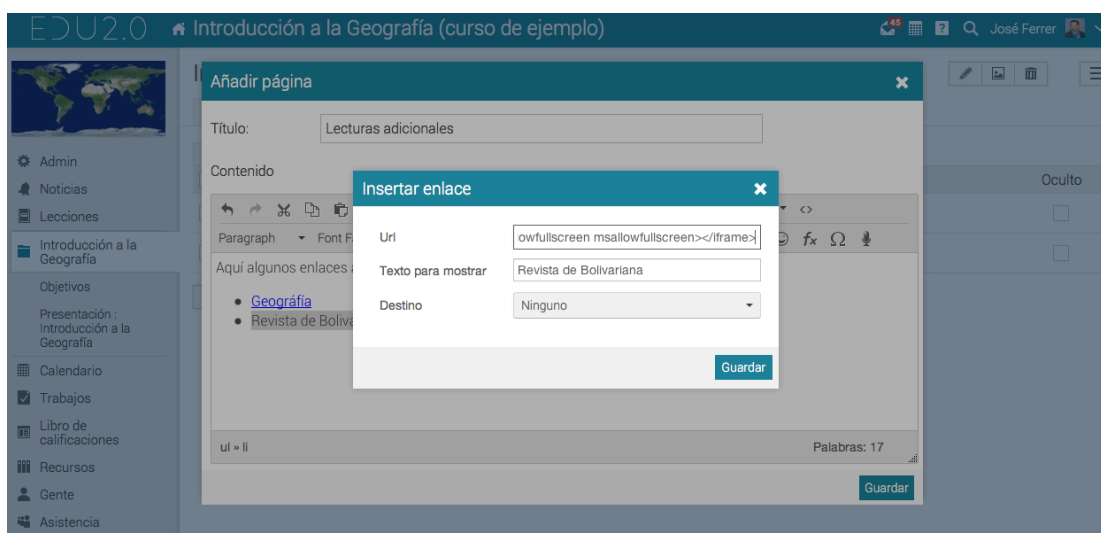 EDU2.0
Introducción a la Geografía (curso de ejemplo)
45
?
José Ferrer
Añadir página
Título:
Lecturas adicionales
Contenido
Insertar enlace
Paragraph
Font F
fx Ω
Url
owfullscreen msallowfullscreen></iframe>
Texto para mostrar
Revista de Bolivariana
Destino
Ninguno
Guardar
Aquí algunos enlaces
Geográfía
Revista de Boliva
ul » li
Palabras: 17
Guardar
Oculto
Admin
Noticias
Lecciones
Introducción a la
Geografía
Objetivos
Presentación :
Introducción a la
Geografía
Calendario
Trabajos
Libro de
calificaciones
Recursos
Gente
Asistencia